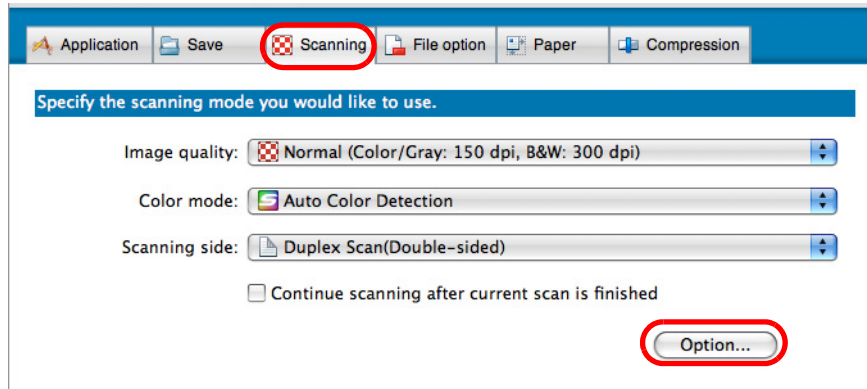 Application Save Scanning File option Paper Compression
Specify the scanning mode you would like to use.
Image quality: Normal (Color/Gray: 150 dpi, B&W: 300 dpi)
Color mode: Auto Color Detection
Scanning side: Duplex Scan(Double-sided)
Continue scanning after current scan is finished
Option...